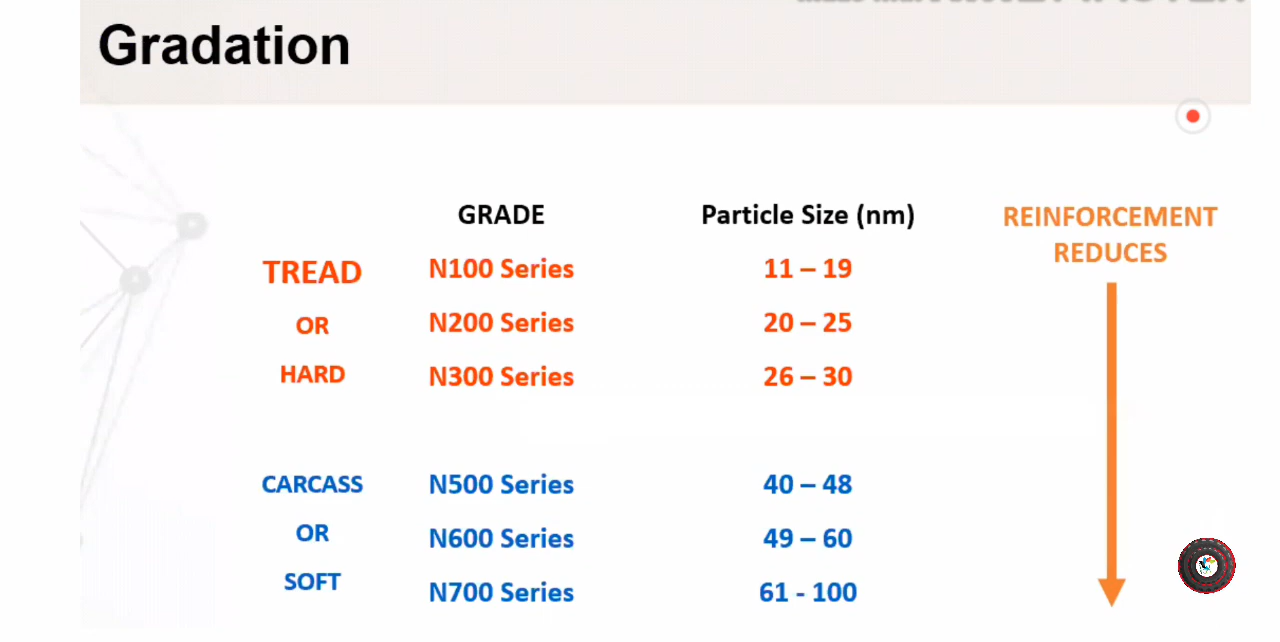 Gradation
GRADE Particle Size (nm) REINFORCEMENT
REDUCES
TREAD N100 Series 11 – 19
OR N200 Series 20 – 25
HARD N300 Series 26 – 30
CARCASS N500 Series 40 – 48
OR N600 Series 49 – 60
SOFT N700 Series 61 - 100